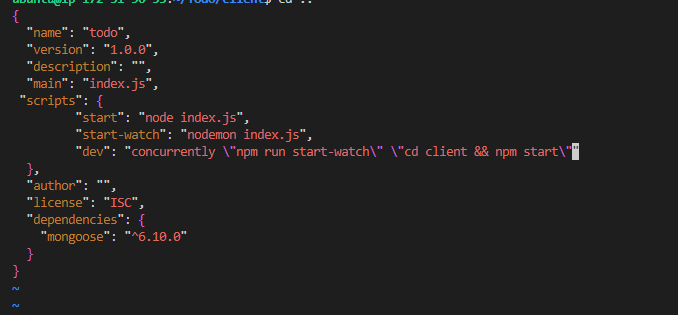 ubuntu@ip-172-31-90-55:~/Todo/client$ cd ..
{
  "name": "todo",
  "version": "1.0.0",
  "description": "",
  "main": "index.js",
 "scripts": {
        "start": "node index.js",
        "start-watch": "nodemon index.js",
        "dev": "concurrently \"npm run start-watch\" \"cd client && npm start\""
  },
  "author": "",
  "license": "ISC",
  "dependencies": {
    "mongoose": "^6.10.0"
  }
}
~
~